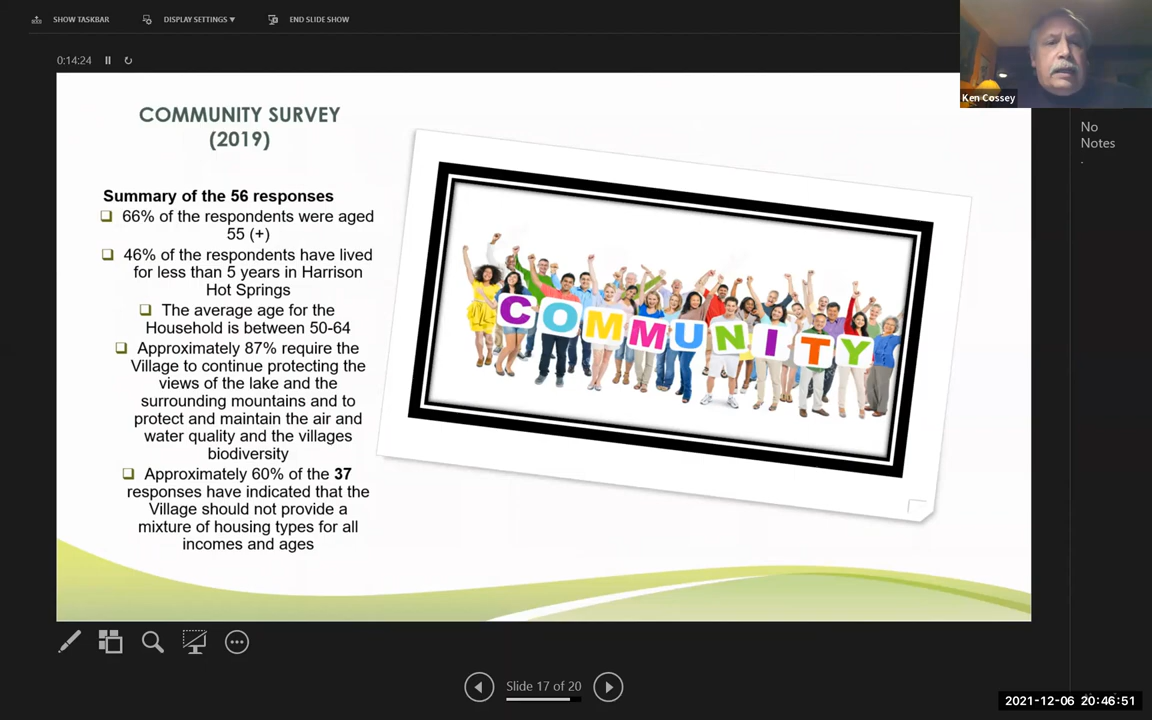 SHOW TASKBAR
DISPLAY SETTINGS ▼
END SLIDE SHOW
0:14:24
Ken Cossey
No
Notes
.
COMMUNITY SURVEY
(2019)
Summary of the 56 responses
66% of the respondents were aged
55 (+)
46% of the respondents have lived
for less than 5 years in Harrison
Hot Springs
The average age for the
Household is between 50-64
Approximately 87% require the
Village to continue protecting the
views of the lake and the
surrounding mountains and to
protect and maintain the air and
water quality and the villages
biodiversity
Approximately 60% of the 37
responses have indicated that the
Village should not provide a
mixture of housing types for all
incomes and ages
COMMUNITY
Slide 17 of 20
2021-12-06 20:46:51